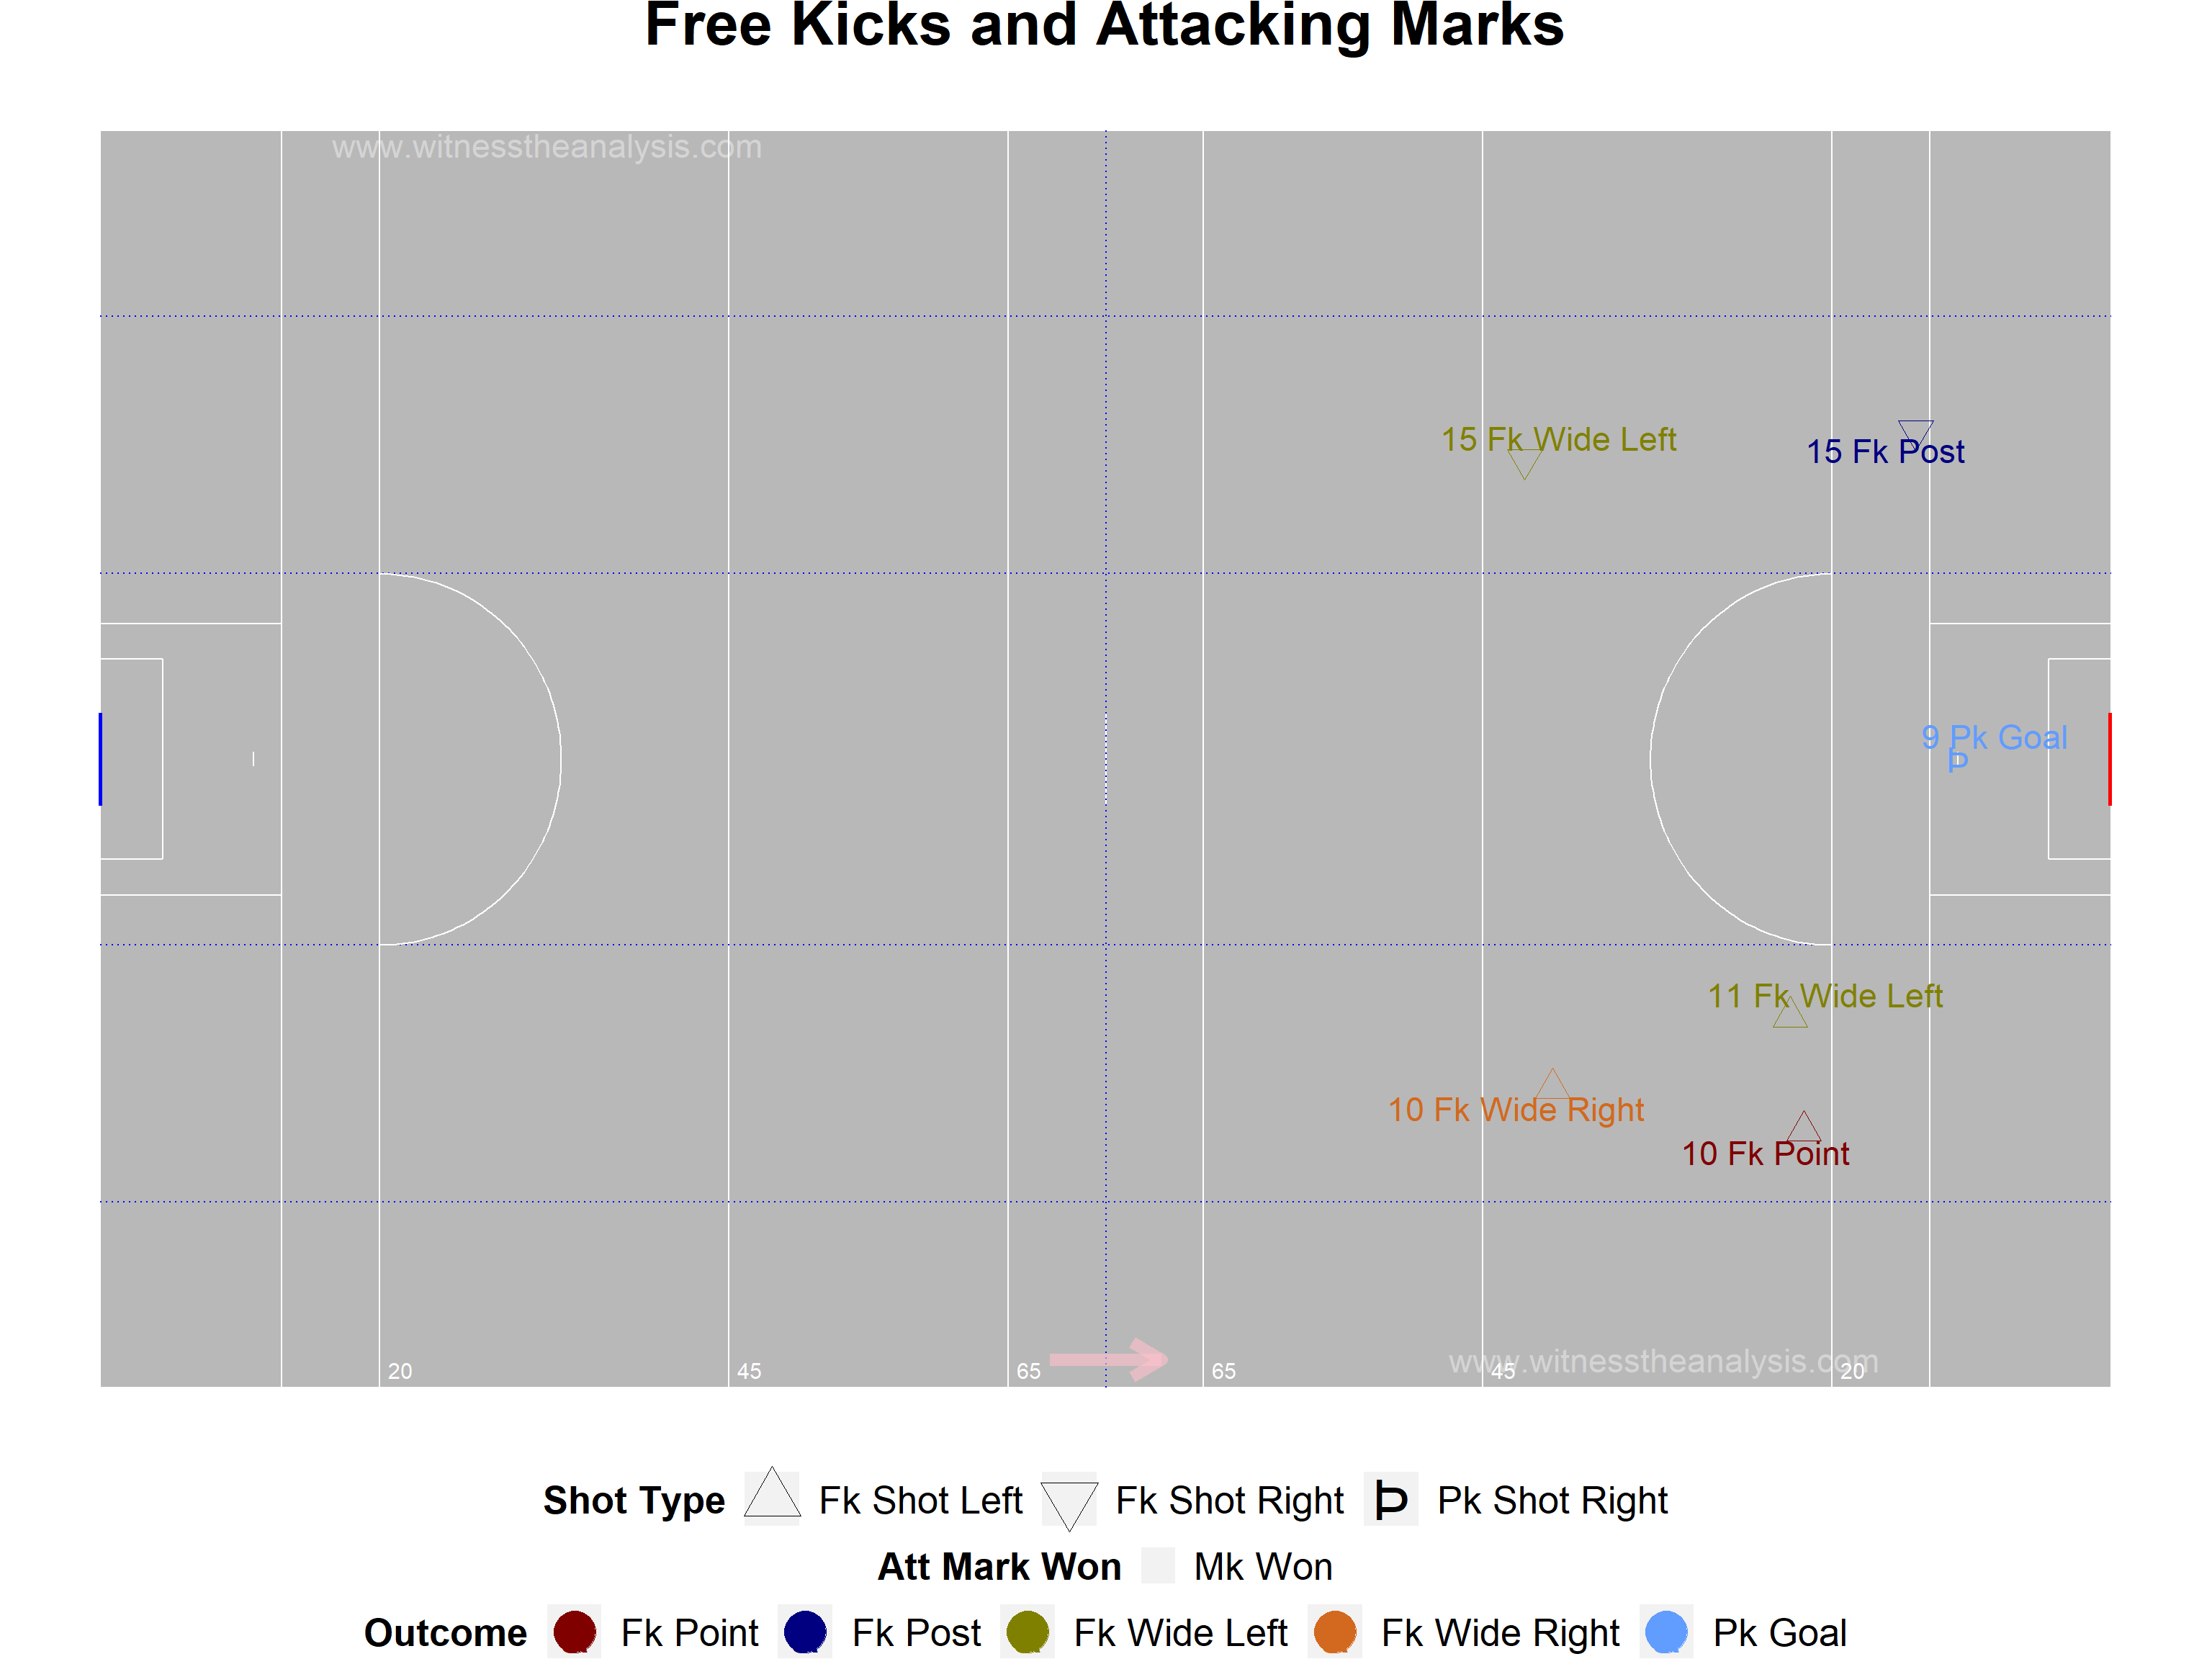 Free Kicks and Attacking Marks
www.witnesstheanalysis.com
15 Fk Wide Left
15 Fk Post
9 Pk Goal
11 Fk Wide Left
10 Fk Wide Right
10 Fk Point
www.witnesstheanalysis.com
20 45 65 65 45 20
Shot Type Fk Shot Left Fk Shot Right Pk Shot Right
Att Mark Won Mk Won
Outcome Fk Point Fk Post Fk Wide Left Fk Wide Right Pk Goal